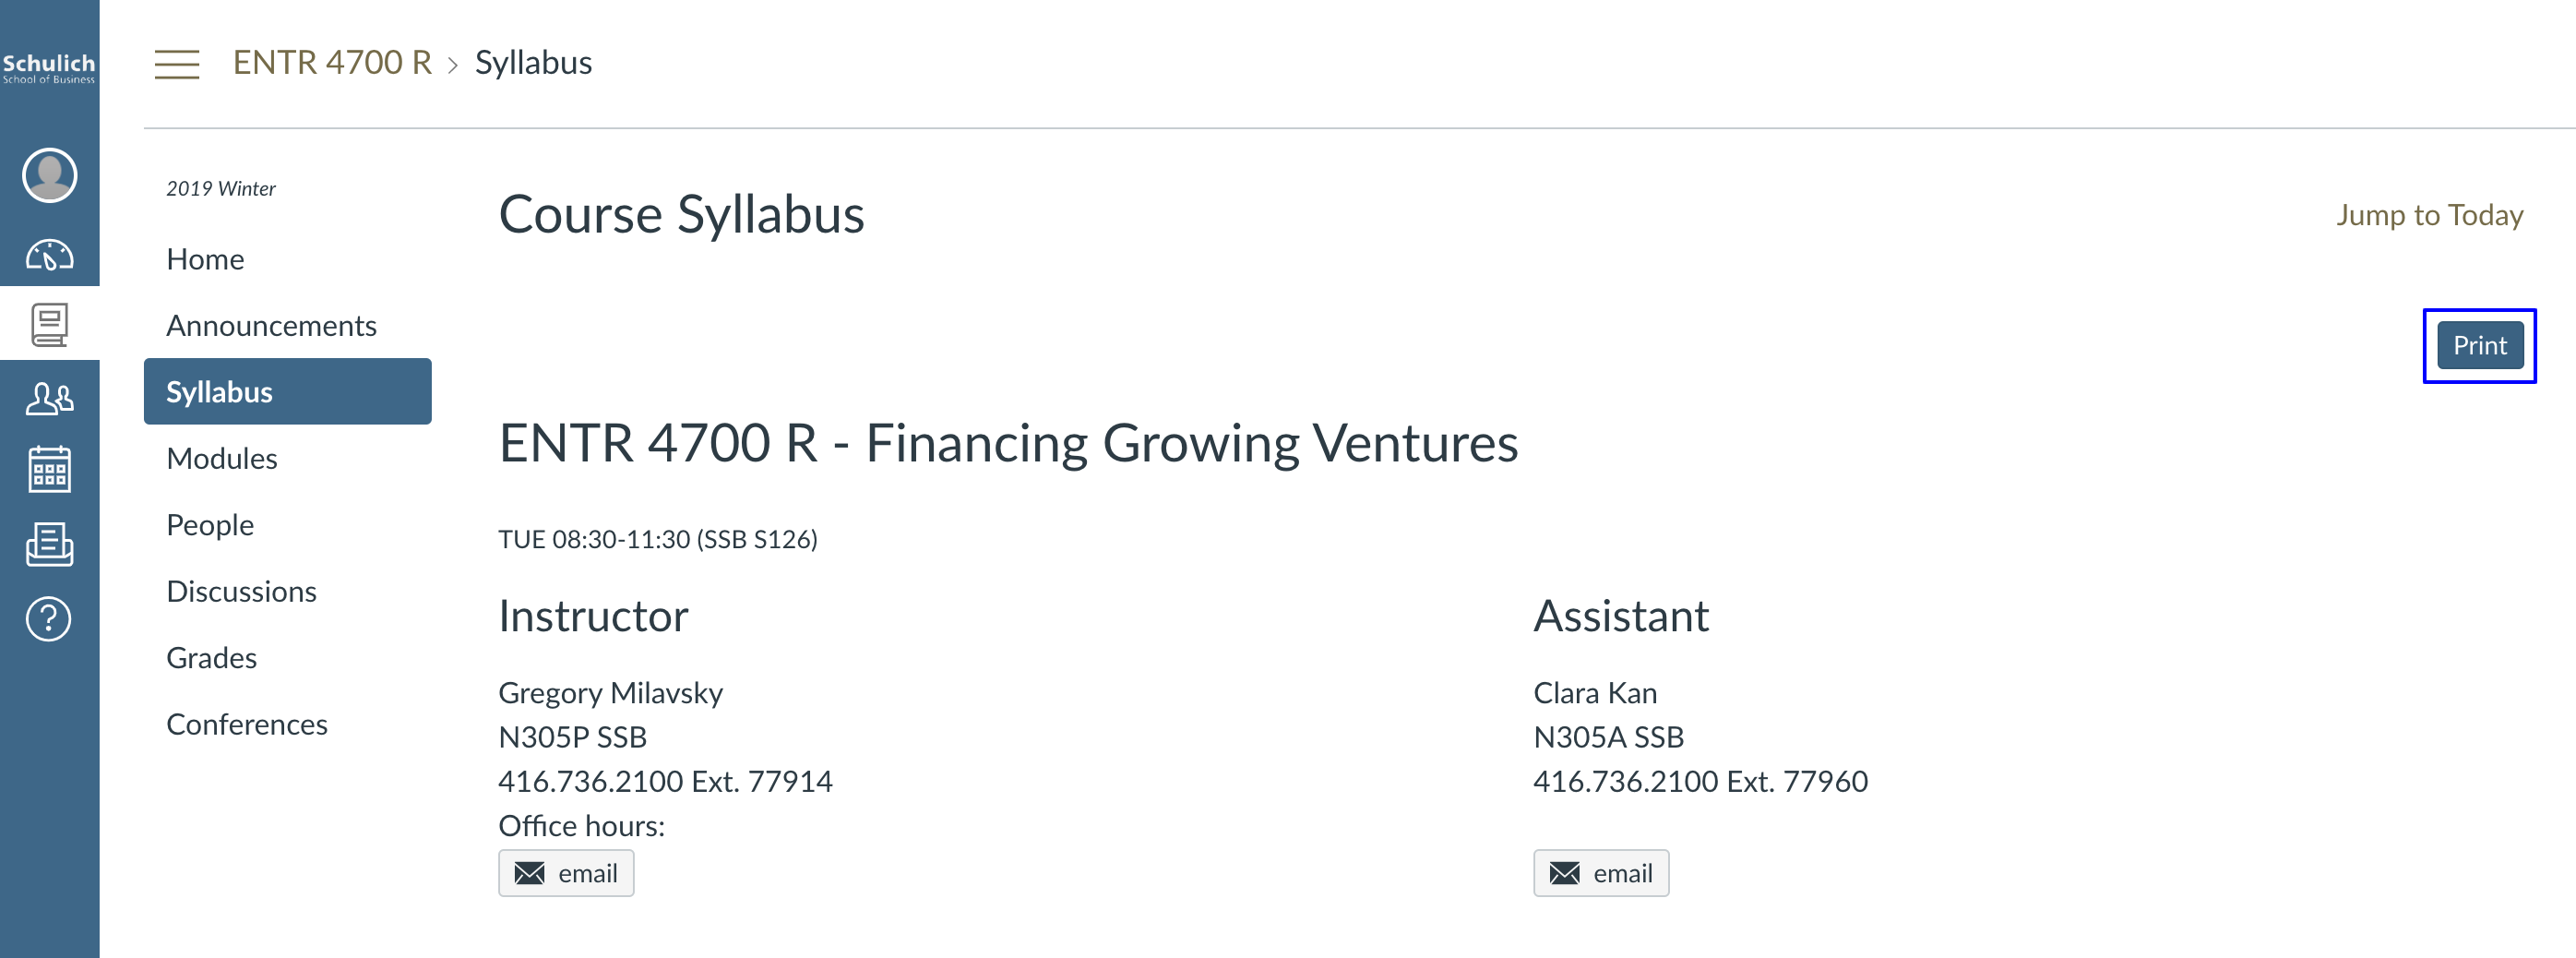 Schulich
School of Business
ENTR 4700 R > Syllabus
2019 Winter
Home
Announcements
Syllabus
Modules
People
Discussions
Grades
Conferences
Course Syllabus
Jump to Today
Print
ENTR 4700 R - Financing Growing Ventures
TUE 08:30-11:30 (SSB S126)
Instructor
Gregory Milavsky
N305P SSB
416.736.2100 Ext. 77914
Office hours:
email
Assistant
Clara Kan
N305A SSB
416.736.2100 Ext. 77960
email